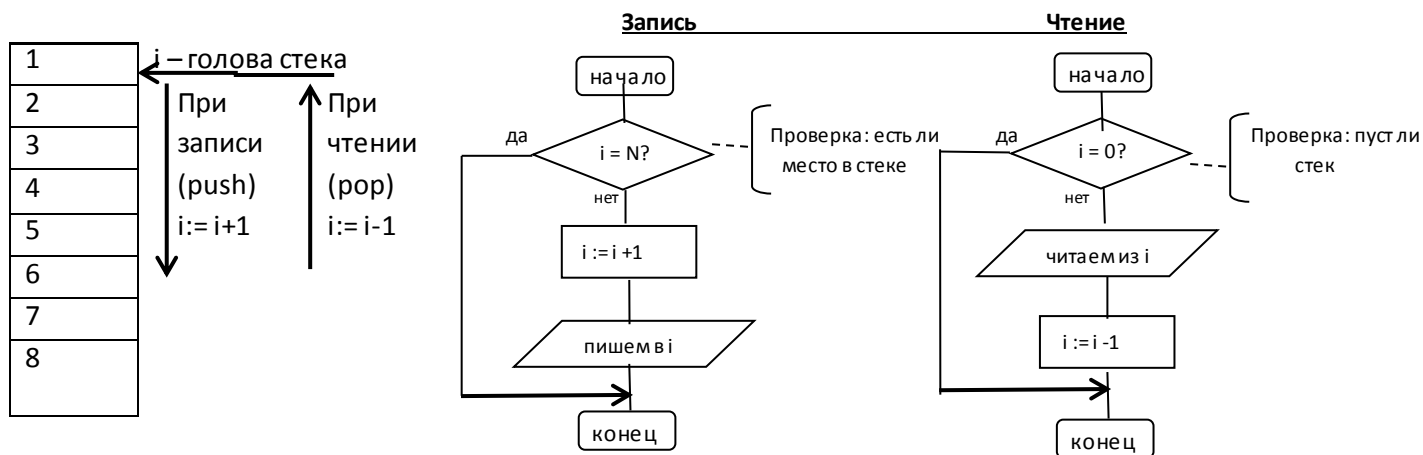 1
2
3
4
5
6
7
8
i – голова стека
При
записи
(push)
i:= i+1
При
чтении
(pop)
i:= i-1
Запись
начало
да
i = N?
Проверка: есть ли
место в стеке
нет
i := i +1
пишем в i
конец
Чтение
начало
да
i = 0?
Проверка: пуст ли
стек
нет
читаем из i
i := i -1
конец